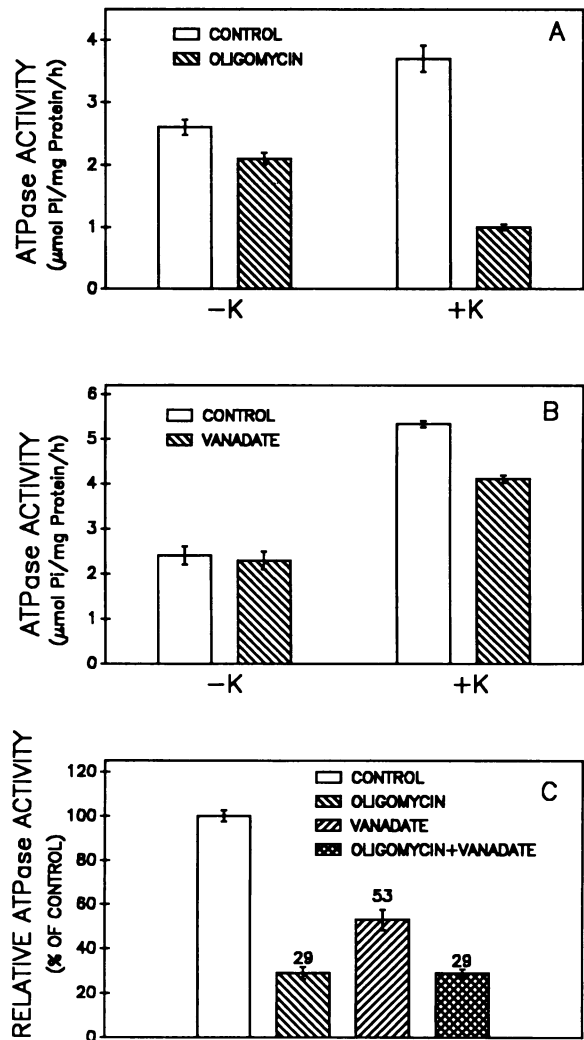 A
CONTROL
OLIGOMYCIN
ATPase ACTIVITY
(μmol Pi/mg Protein/h)
4
3
2
1
0
−K
+K
B
CONTROL
VANADATE
ATPase ACTIVITY
(μmol Pi/mg Protein/h)
6
5
4
3
2
1
0
−K
+K
C
CONTROL
OLIGOMYCIN
VANADATE
OLIGOMYCIN+VANADATE
RELATIVE ATPase ACTIVITY
(% OF CONTROL)
120
100
80
60
40
20
0
29
53
29